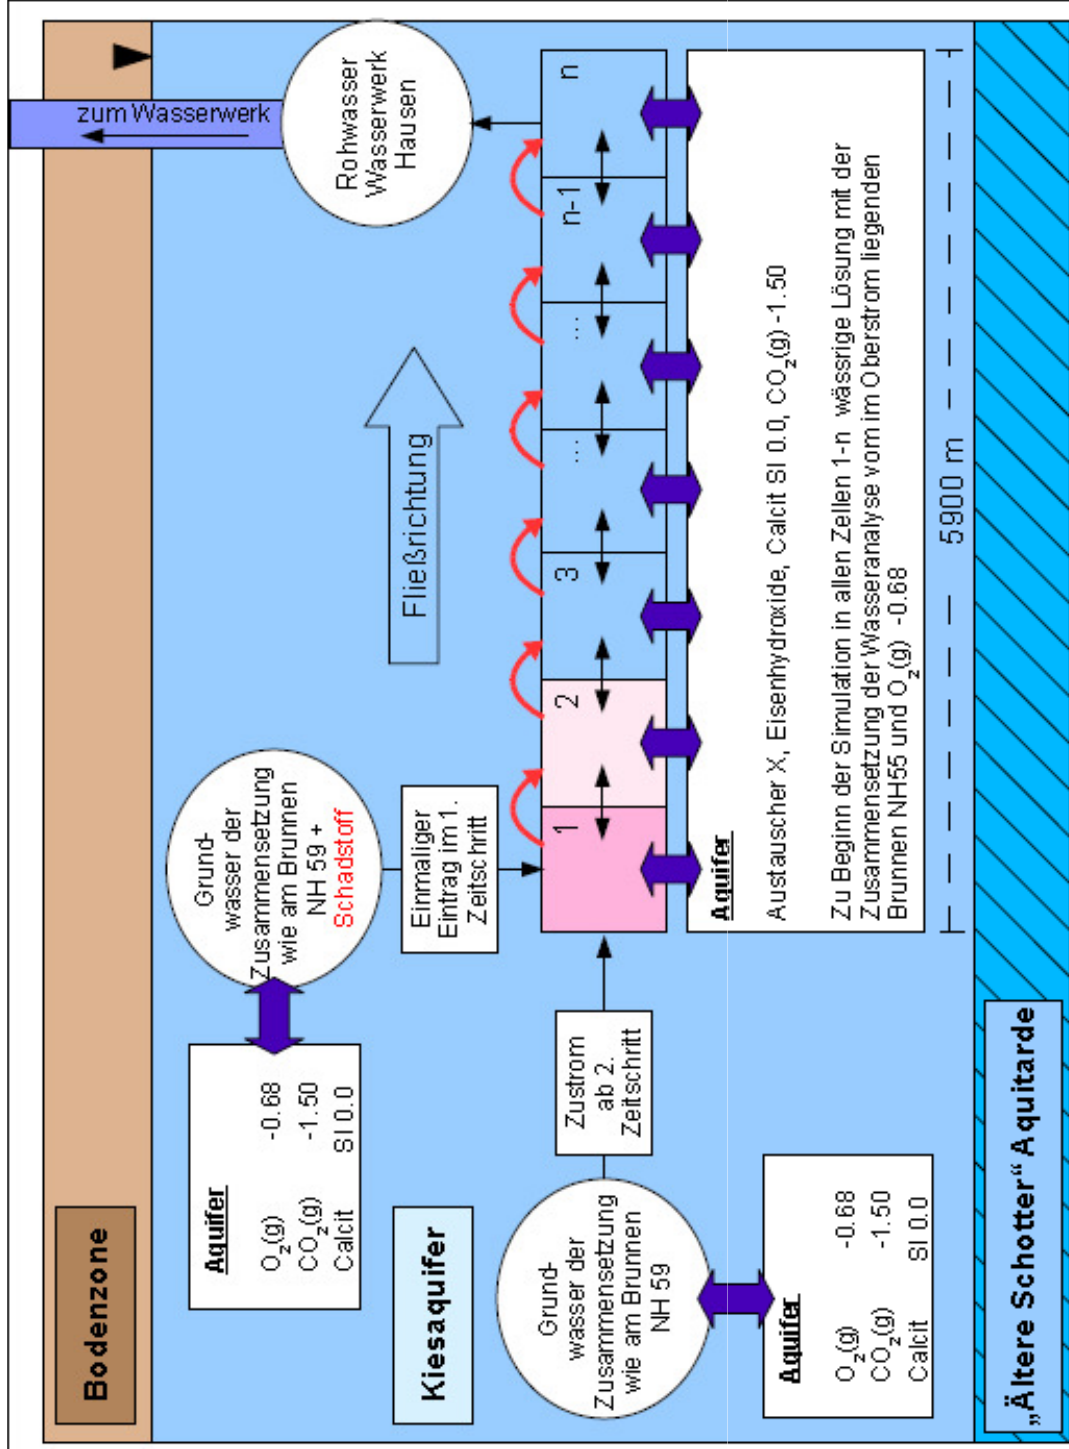 Bodenzone
zum Wasserwerk
Rohwasser
Wasserwerk
Hausen
Aquifer
O₂(g) -0.68
CO₂(g) -1.50
Calcit SI 0.0
Grund-
wasser der
Zusammensetzung
wie am Brunnen
NH 59 +
Schadstoff
Kiesaquifer
Fließrichtung
Einmaliger
Eintrag im 1.
Zeitschritt
Grund-
wasser der
Zusammensetzung
wie am Brunnen
NH 59
Zustrom
ab 2.
Zeitschritt
1 2 3 ... ... n-1 n
Aquifer
O₂(g) -0.68
CO₂(g) -1.50
Calcit SI 0.0
Aquifer
Austauscher X, Eisenhydroxide, Calcit SI 0.0, CO₂(g) -1.50
Zu Beginn der Simulation in allen Zellen 1-n wässrige Lösung mit der
Zusammensetzung der Wasseranalyse vom im Oberstrom liegenden
Brunnen NH55 und O₂(g) -0.68
5900 m
„Ältere Schotter“ Aquitarde